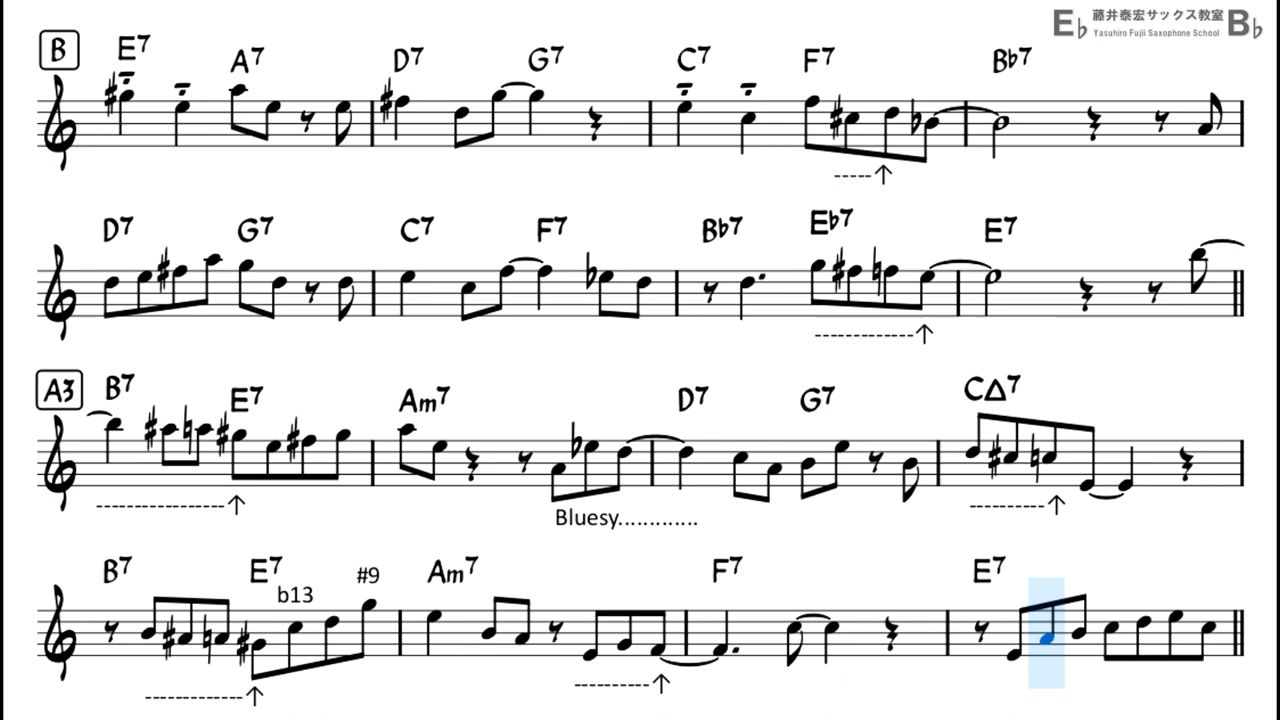 E♭ 藤井泰宏サックス教室 B♭
Yasuhiro Fujii Saxophone School
B E7 A7 D7 G7 C7 F7 B♭7
-----↑
D7 G7 C7 F7 B♭7 E♭7 E7
-------------↑
A3 B7 E7 Am7 D7 G7 C△7
-----------------↑ ----------↑
Bluesy.............
B7 E7 #9 Am7 F7 E7
b13
-------------↑ ----------↑